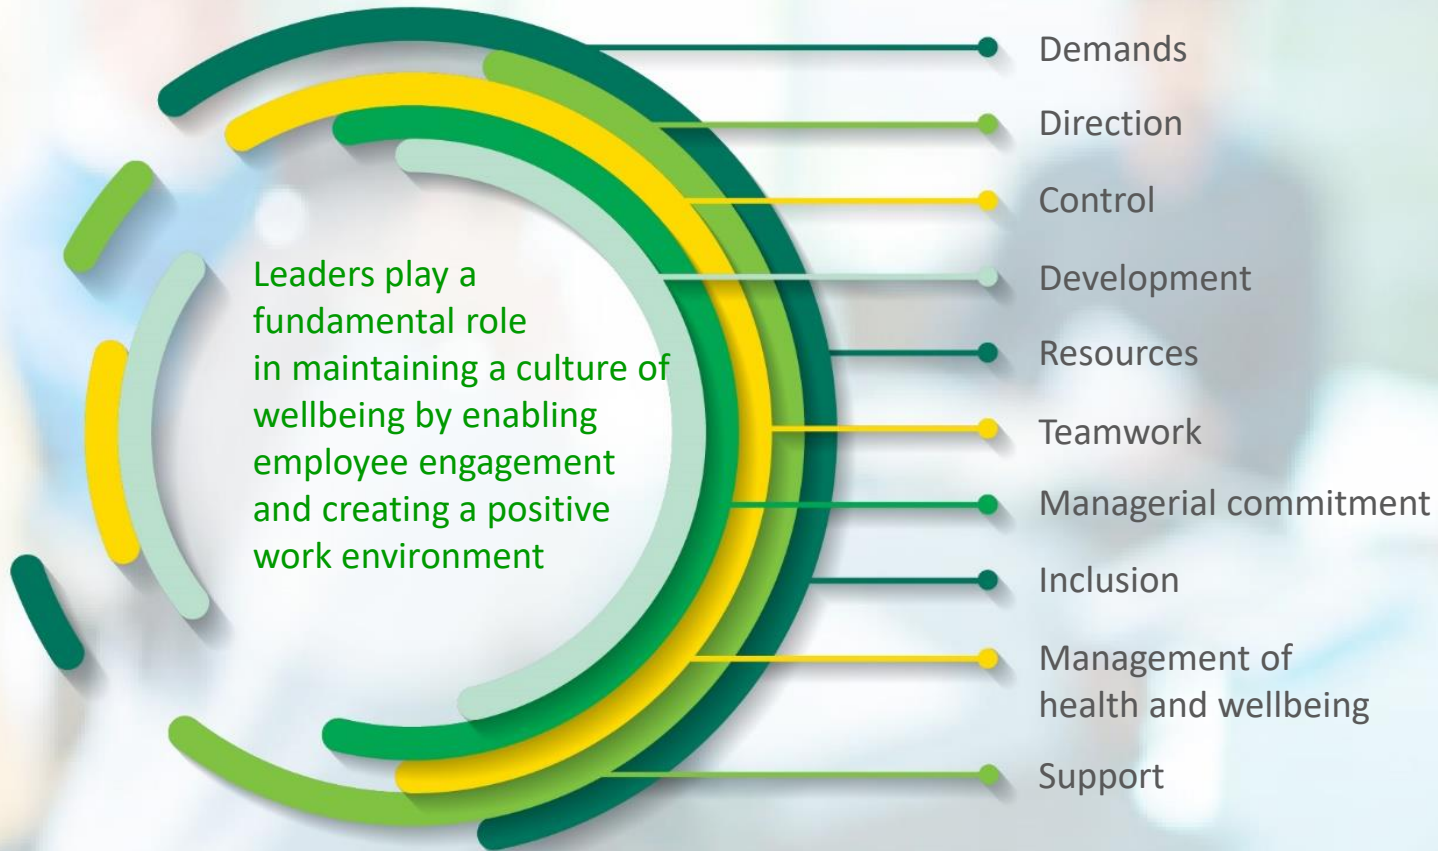 Leaders play a
fundamental role
in maintaining a culture of
wellbeing by enabling
employee engagement
and creating a positive
work environment
Demands
Direction
Control
Development
Resources
Teamwork
Managerial commitment
Inclusion
Management of
health and wellbeing
Support